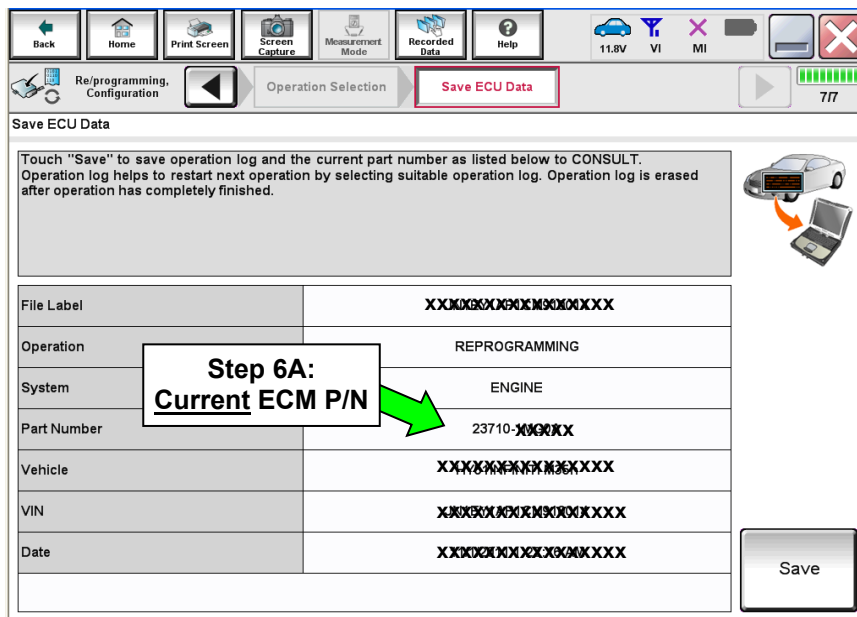 Back
Home
Print Screen
Screen
Capture
Measurement
Mode
Recorded
Data
Help
11.8V
VI
MI
Re/programming,
Configuration
Operation Selection
Save ECU Data
7/7
Save ECU Data
Touch "Save" to save operation log and the current part number as listed below to CONSULT.
Operation log helps to restart next operation by selecting suitable operation log. Operation log is erased
after operation has completely finished.
File Label
Operation
REPROGRAMMING
Step 6A:
Current ECM P/N
System
ENGINE
Part Number
23710-XXXXX
Vehicle
VIN
Date
Save